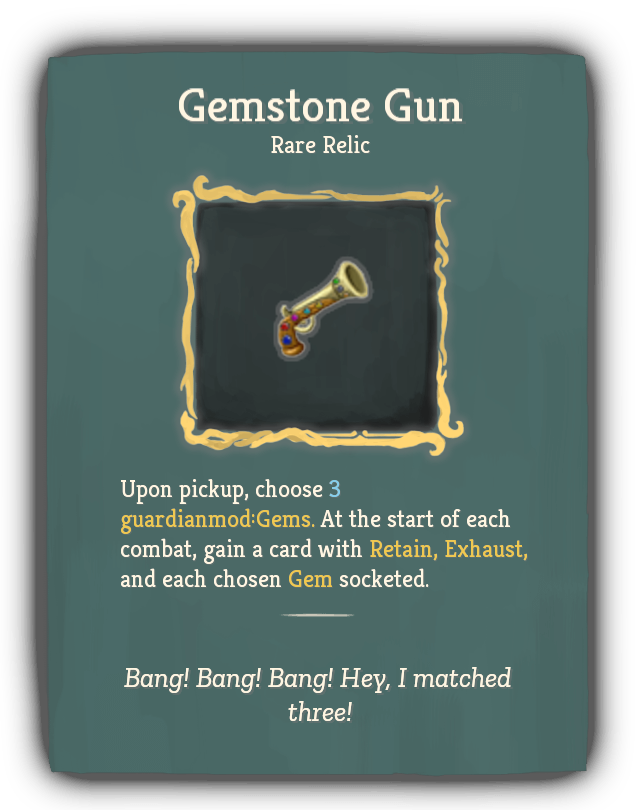 Gemstone Gun
Rare Relic
Upon pickup, choose 3
guardianmod:Gems. At the start of each
combat, gain a card with Retain, Exhaust,
and each chosen Gem socketed.
Bang! Bang! Bang! Hey, I matched
three!